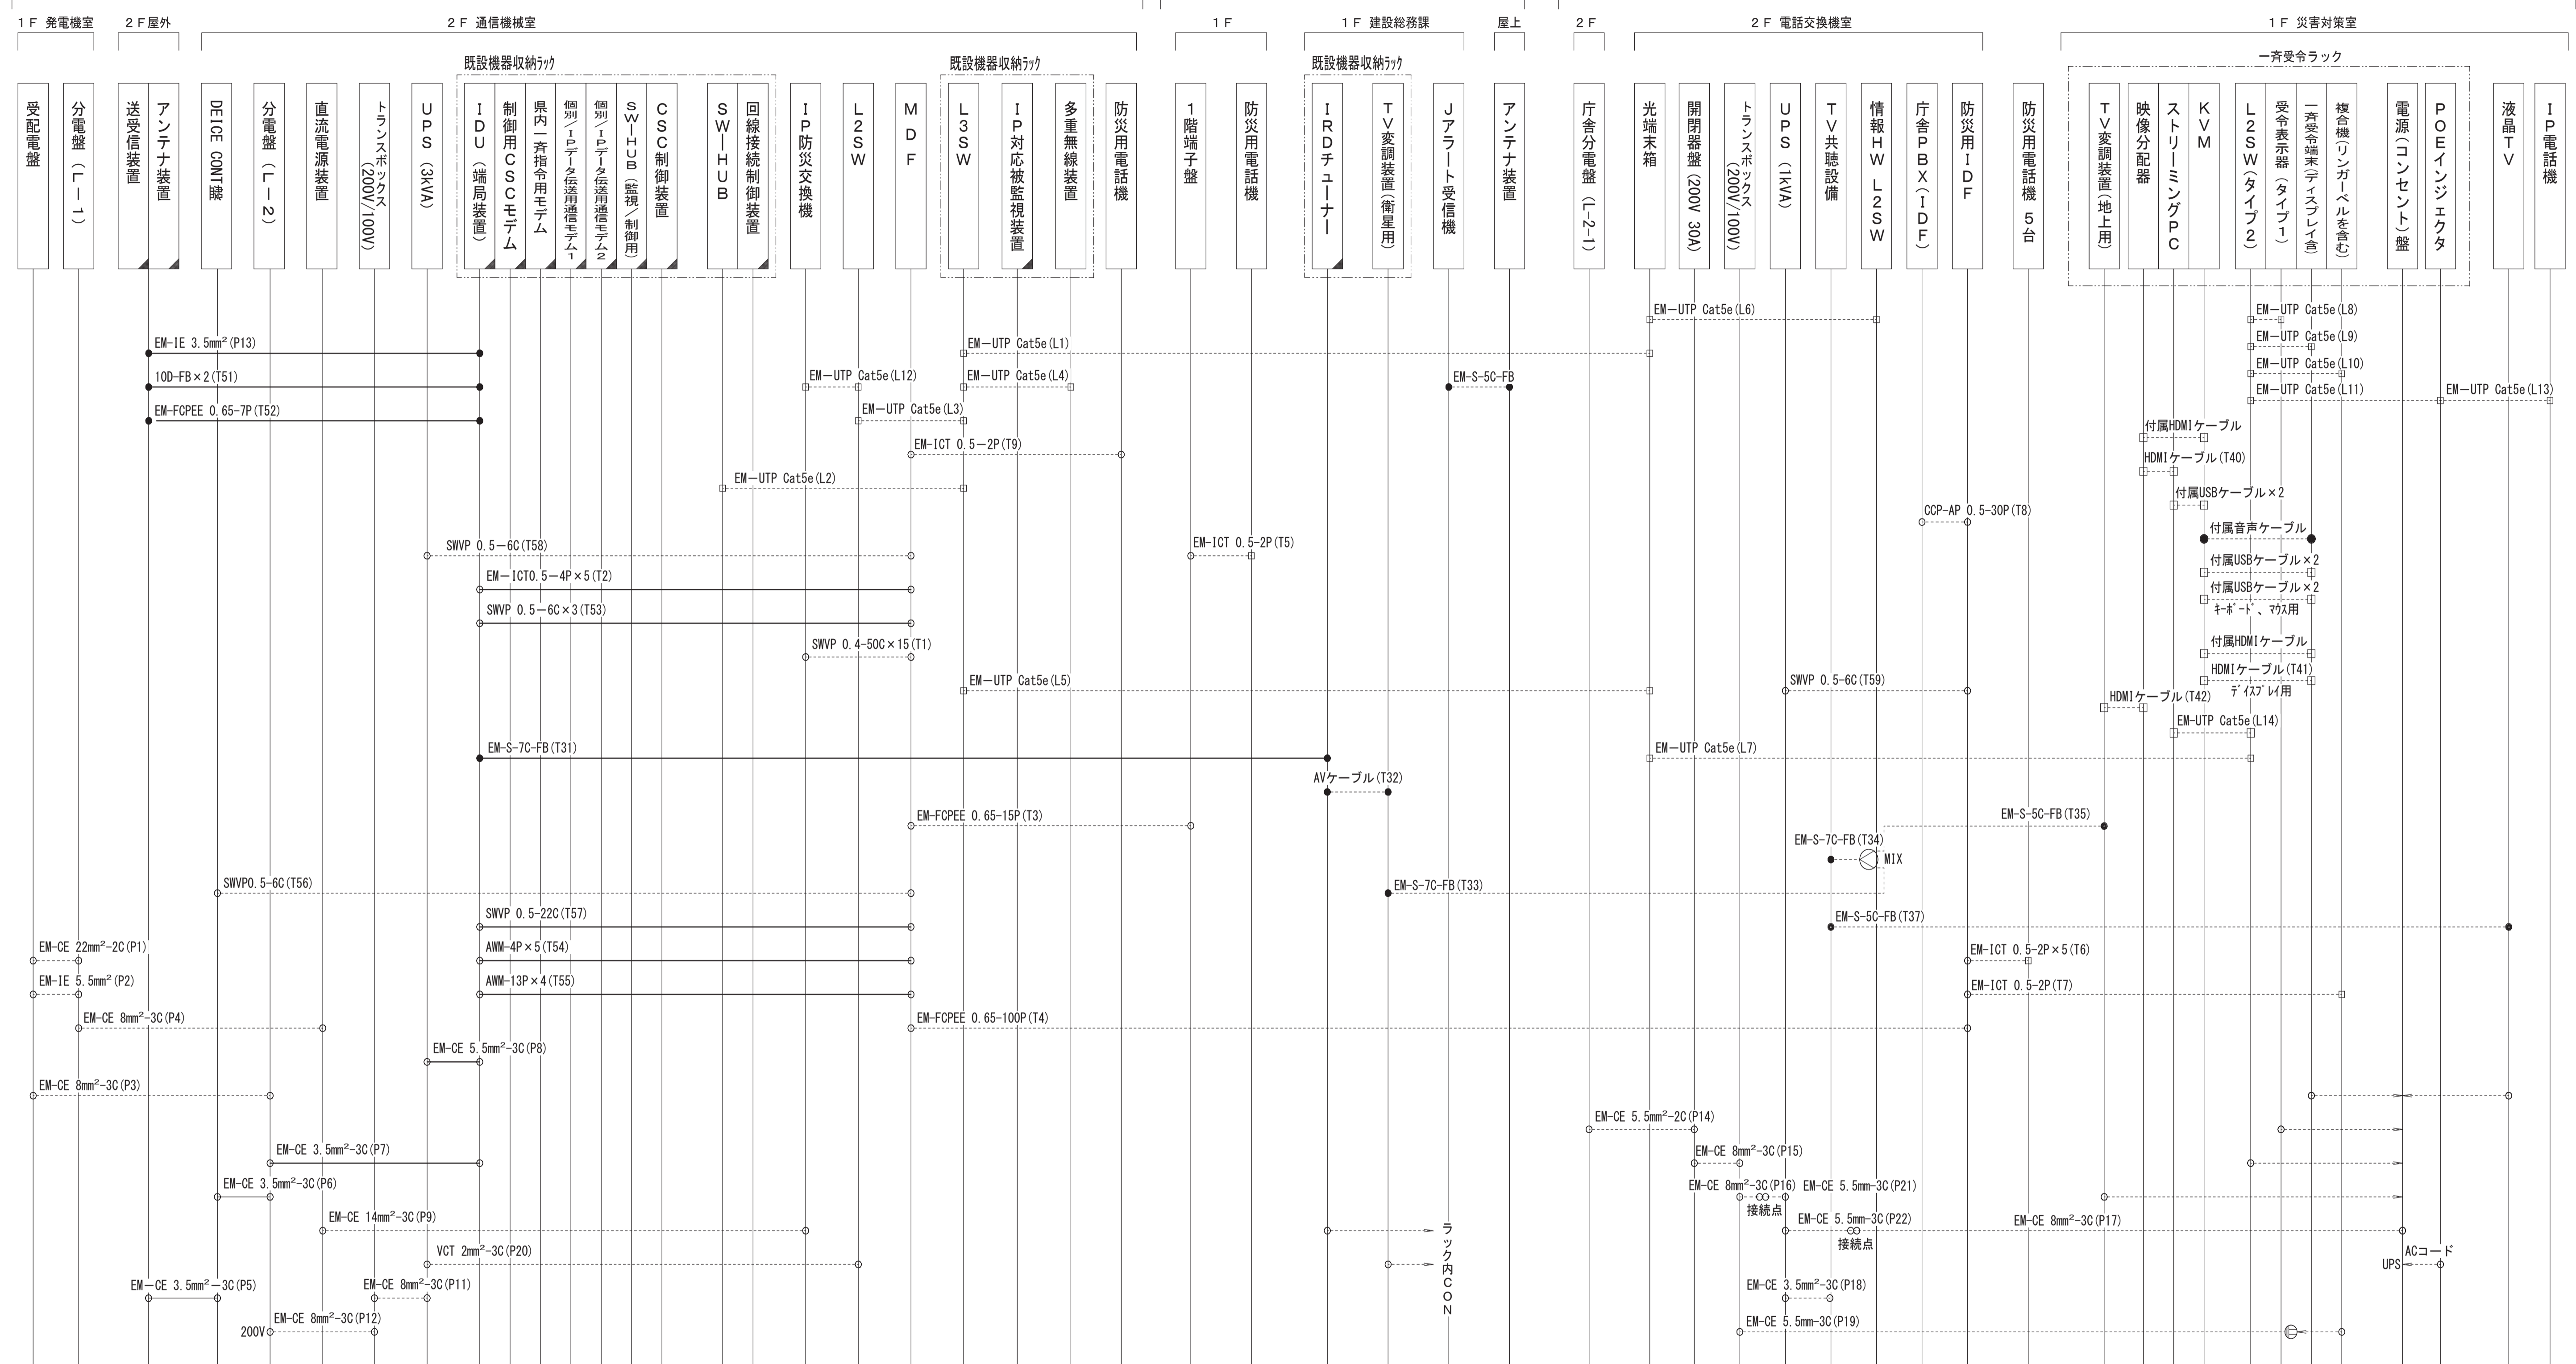 1F 発電機室
2F屋外
2F 通信機械室
1F
1F 建設総務課
屋上
2F
2F 電話交換機室
1F 災害対策室
既設機器収納ﾗｯｸ
既設機器収納ﾗｯｸ
既設機器収納ﾗｯｸ
一斉受令ラック
受配電盤
分電盤(L-1)
送受信装置
アンテナ装置
DEICE CONT盤
分電盤(L-2)
直流電源装置
トランスボックス
(200V/100V)
UPS(3kVA)
IDU(端局装置)
制御用CSCモデム
県内一斉指令用モデム
個別/IPデータ伝送用通信モデム1
個別/IPデータ伝送用通信モデム2
SW-HUB(監視/制御用)
CSC制御装置
SW-HUB
回線接続制御装置
IP防災交換機
L2SW
MDF
L3SW
IP対応被監視装置
多重無線装置
防災用電話機
1階端子盤
防災用電話機
IRDチューナー
TV変調装置(衛星用)
Jアラート受信機
アンテナ装置
庁舎分電盤(L-2-1)
光端末箱
開閉器盤(200V 30A)
トランスボックス
(200V/100V)
UPS(1kVA)
TV共聴設備
情報HW L2SW
庁舎PBX(IDF)
防災用IDF
防災用電話機 5台
TV変調装置(地上用)
映像分配器
ストリーミングPC
KVM
L2SW(タイプ2)
受令表示器(タイプ1)
一斉受令端末(ディスプレイ含)
複合機(リンガーベルを含む)
電源(コンセント)盤
POEインジェクタ
液晶TV
IP電話機
EM-UTP Cat5e(L6)
EM-UTP Cat5e(L8)
EM-UTP Cat5e(L9)
EM-IE 3.5mm²(P13)
EM-UTP Cat5e(L1)
EM-UTP Cat5e(L10)
10D-FB×2(T51)
EM-UTP Cat5e(L12)
EM-UTP Cat5e(L4)
EM-S-5C-FB
EM-UTP Cat5e(L11)
EM-UTP Cat5e(L13)
EM-FCPEE 0.65-7P(T52)
EM-UTP Cat5e(L3)
付属HDMIケーブル
EM-ICT 0.5-2P(T9)
HDMIケーブル(T40)
EM-UTP Cat5e(L2)
付属USBケーブル×2
CCP-AP 0.5-30P(T8)
付属音声ケーブル
SWVP 0.5-6C(T58)
EM-ICT 0.5-2P(T5)
付属USBケーブル×2
EM-ICT0.5-4P×5(T2)
付属USBケーブル×2
ｷｰﾎﾞｰﾄﾞ、ﾏｳｽ用
SWVP 0.5-6C×3(T53)
SWVP 0.4-50C×15(T1)
付属HDMIケーブル
EM-UTP Cat5e(L5)
SWVP 0.5-6C(T59)
HDMIケーブル(T41)
ﾃﾞｨｽﾌﾟﾚｲ用
HDMIケーブル(T42)
EM-UTP Cat5e(L14)
EM-S-7C-FB(T31)
EM-UTP Cat5e(L7)
AVケーブル(T32)
EM-FCPEE 0.65-15P(T3)
EM-S-5C-FB(T35)
EM-S-7C-FB(T34)
MIX
SWVP0.5-6C(T56)
EM-S-7C-FB(T33)
SWVP 0.5-22C(T57)
EM-S-5C-FB(T37)
EM-CE 22mm²-2C(P1)
AWM-4P×5(T54)
EM-ICT 0.5-2P×5(T6)
EM-IE 5.5mm²(P2)
AWM-13P×4(T55)
EM-ICT 0.5-2P(T7)
EM-CE 8mm²-3C(P4)
EM-FCPEE 0.65-100P(T4)
EM-CE 5.5mm²-3C(P8)
EM-CE 8mm²-3C(P3)
EM-CE 5.5mm²-2C(P14)
EM-CE 3.5mm²-3C(P7)
EM-CE 8mm²-3C(P15)
EM-CE 3.5mm²-3C(P6)
EM-CE 8mm²-3C(P16)
EM-CE 5.5mm-3C(P21)
接続点
EM-CE 14mm²-3C(P9)
EM-CE 5.5mm-3C(P22)
EM-CE 8mm²-3C(P17)
接続点
ラック内CON
VCT 2mm²-3C(P20)
ACコード
UPS
EM-CE 3.5mm²-3C(P5)
EM-CE 8mm²-3C(P11)
EM-CE 3.5mm²-3C(P18)
200V
EM-CE 8mm²-3C(P12)
EM-CE 5.5mm-3C(P19)